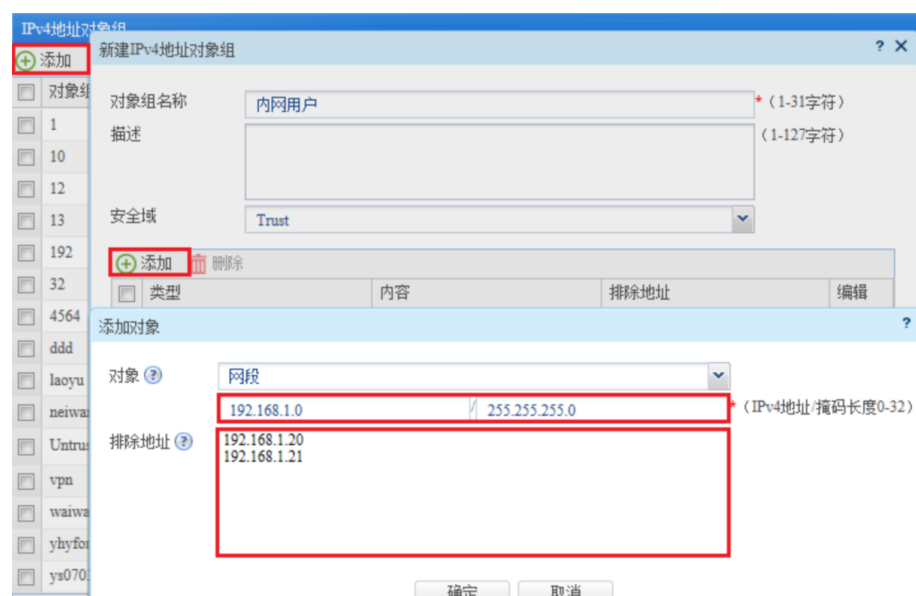 IPv4地址对象组
添加
新建IPv4地址对象组
? X
对象组
对象组名称
内网用户
* （1-31字符）
描述
（1-127字符）
安全域
Trust
添加
删除
类型
内容
排除地址
编辑
1
10
12
13
192
32
4564
ddd
laoyu
neiwa
Untrus
vpn
waiwa
yhyfor
ys070
添加对象
?
对象 ?
网段
192.168.1.0 / 255.255.255.0
* （IPv4地址/掩码长度0-32）
排除地址 ?
192.168.1.20
192.168.1.21
确定
取消